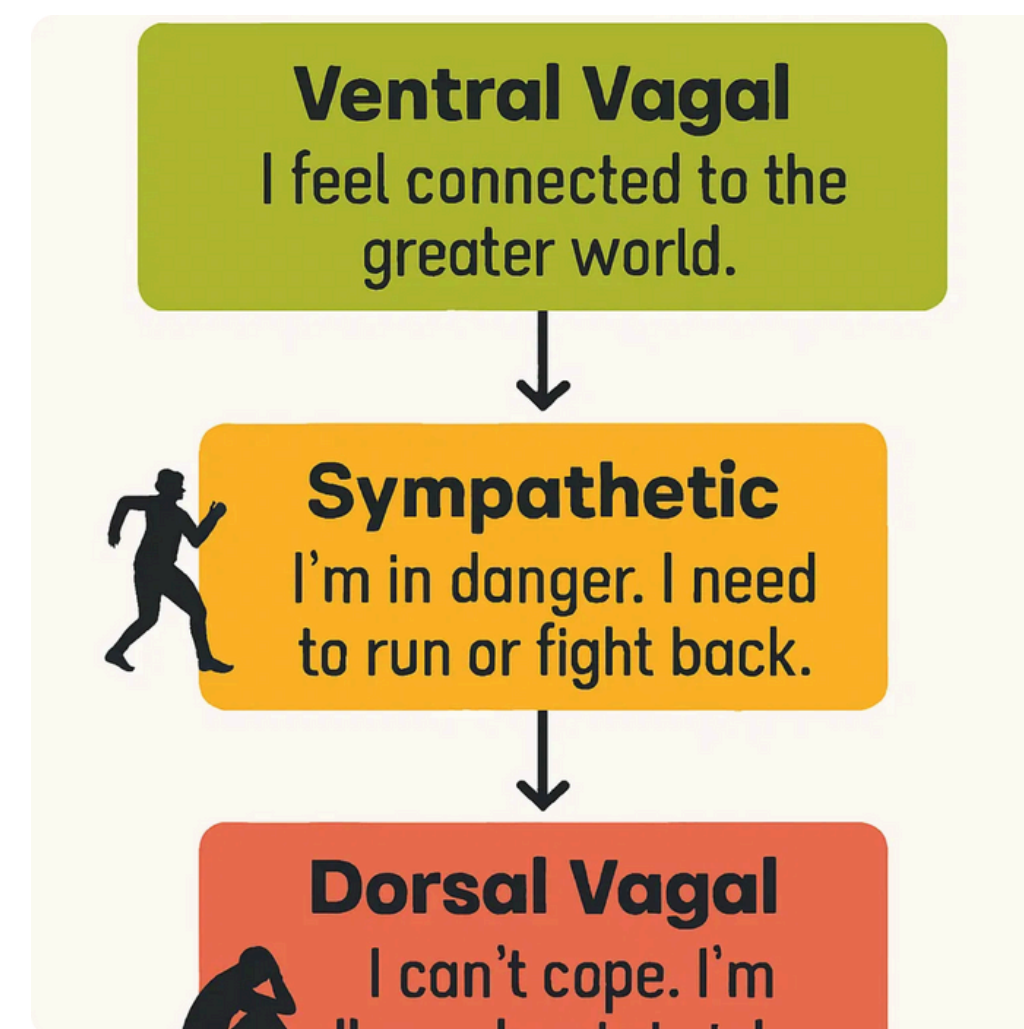 Ventral Vagal
I feel connected to the
greater world.
Sympathetic
I'm in danger. I need
to run or fight back.
Dorsal Vagal
I can't cope. I'm